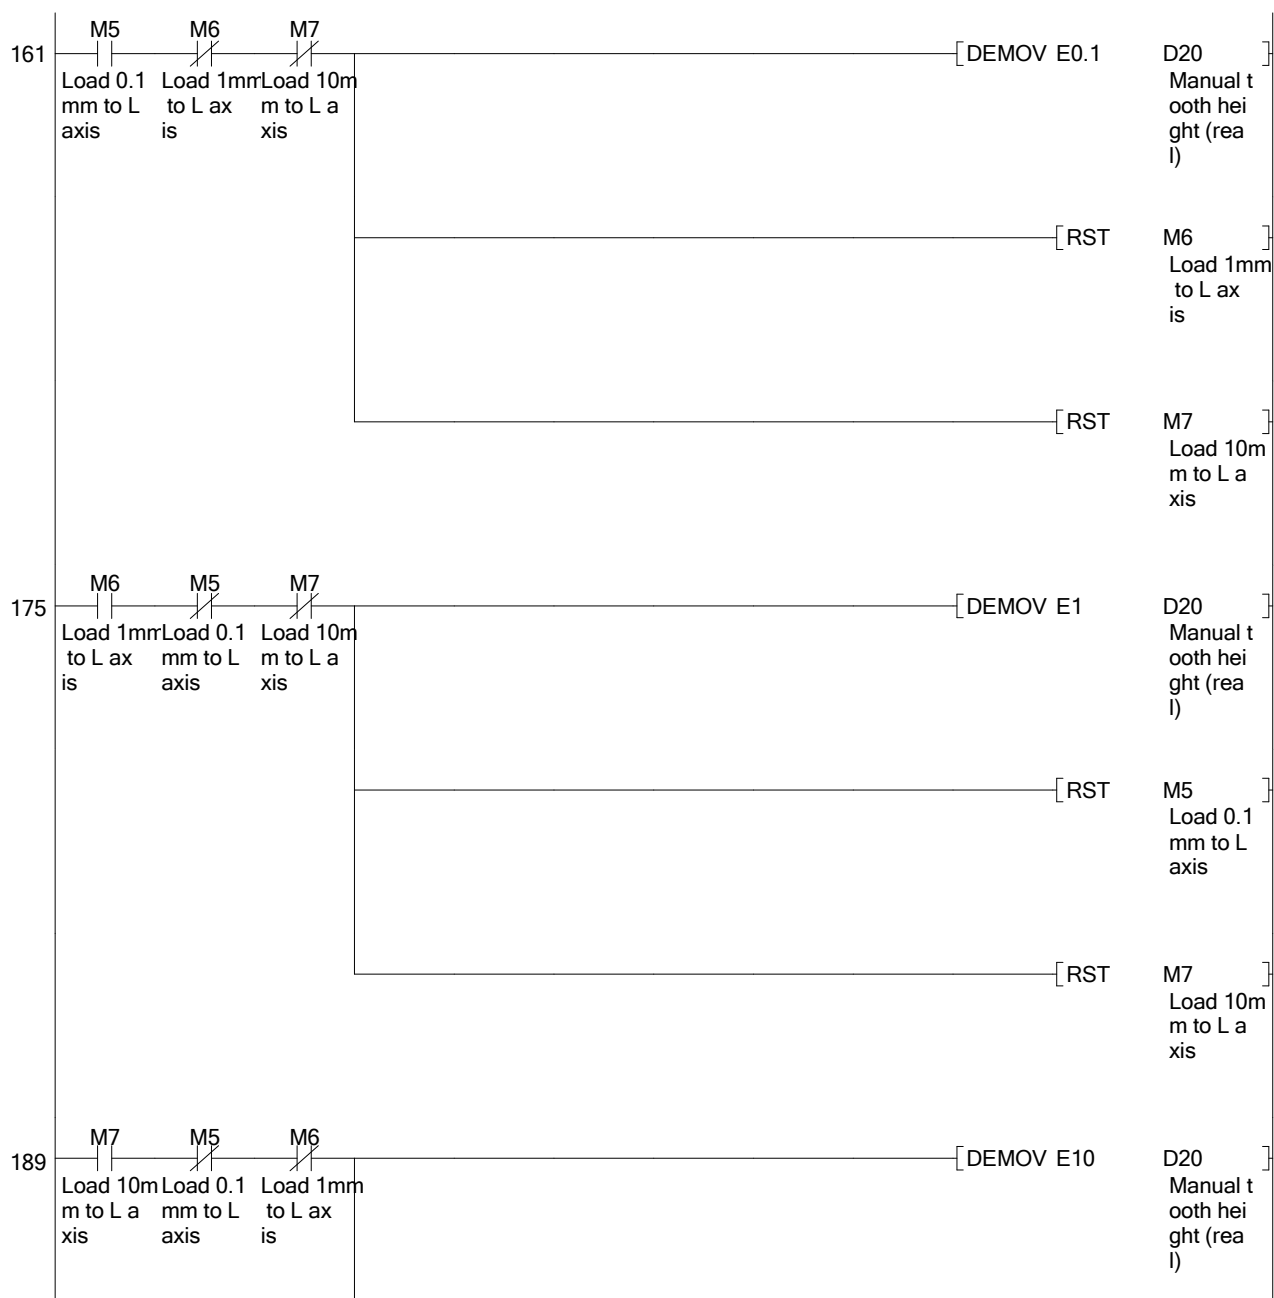 M5 M6 M7
161 [DEMOV E0.1 D20 ]
Load 0.1 Load 1mm Load 10m Manual t
mm to L to L ax m to L a ooth hei
axis is xis ght (rea
l)
[RST M6 ]
Load 1mm
to L ax
is
[RST M7 ]
Load 10m
m to L a
xis
M6 M5 M7
175 [DEMOV E1 D20 ]
Load 1mm Load 0.1 Load 10m Manual t
to L ax mm to L m to L a ooth hei
is axis xis ght (rea
l)
[RST M5 ]
Load 0.1
mm to L
axis
[RST M7 ]
Load 10m
m to L a
xis
M7 M5 M6
189 [DEMOV E10 D20 ]
Load 10m Load 0.1 Load 1mm Manual t
m to L a mm to L to L ax ooth hei
xis axis is ght (rea
l)